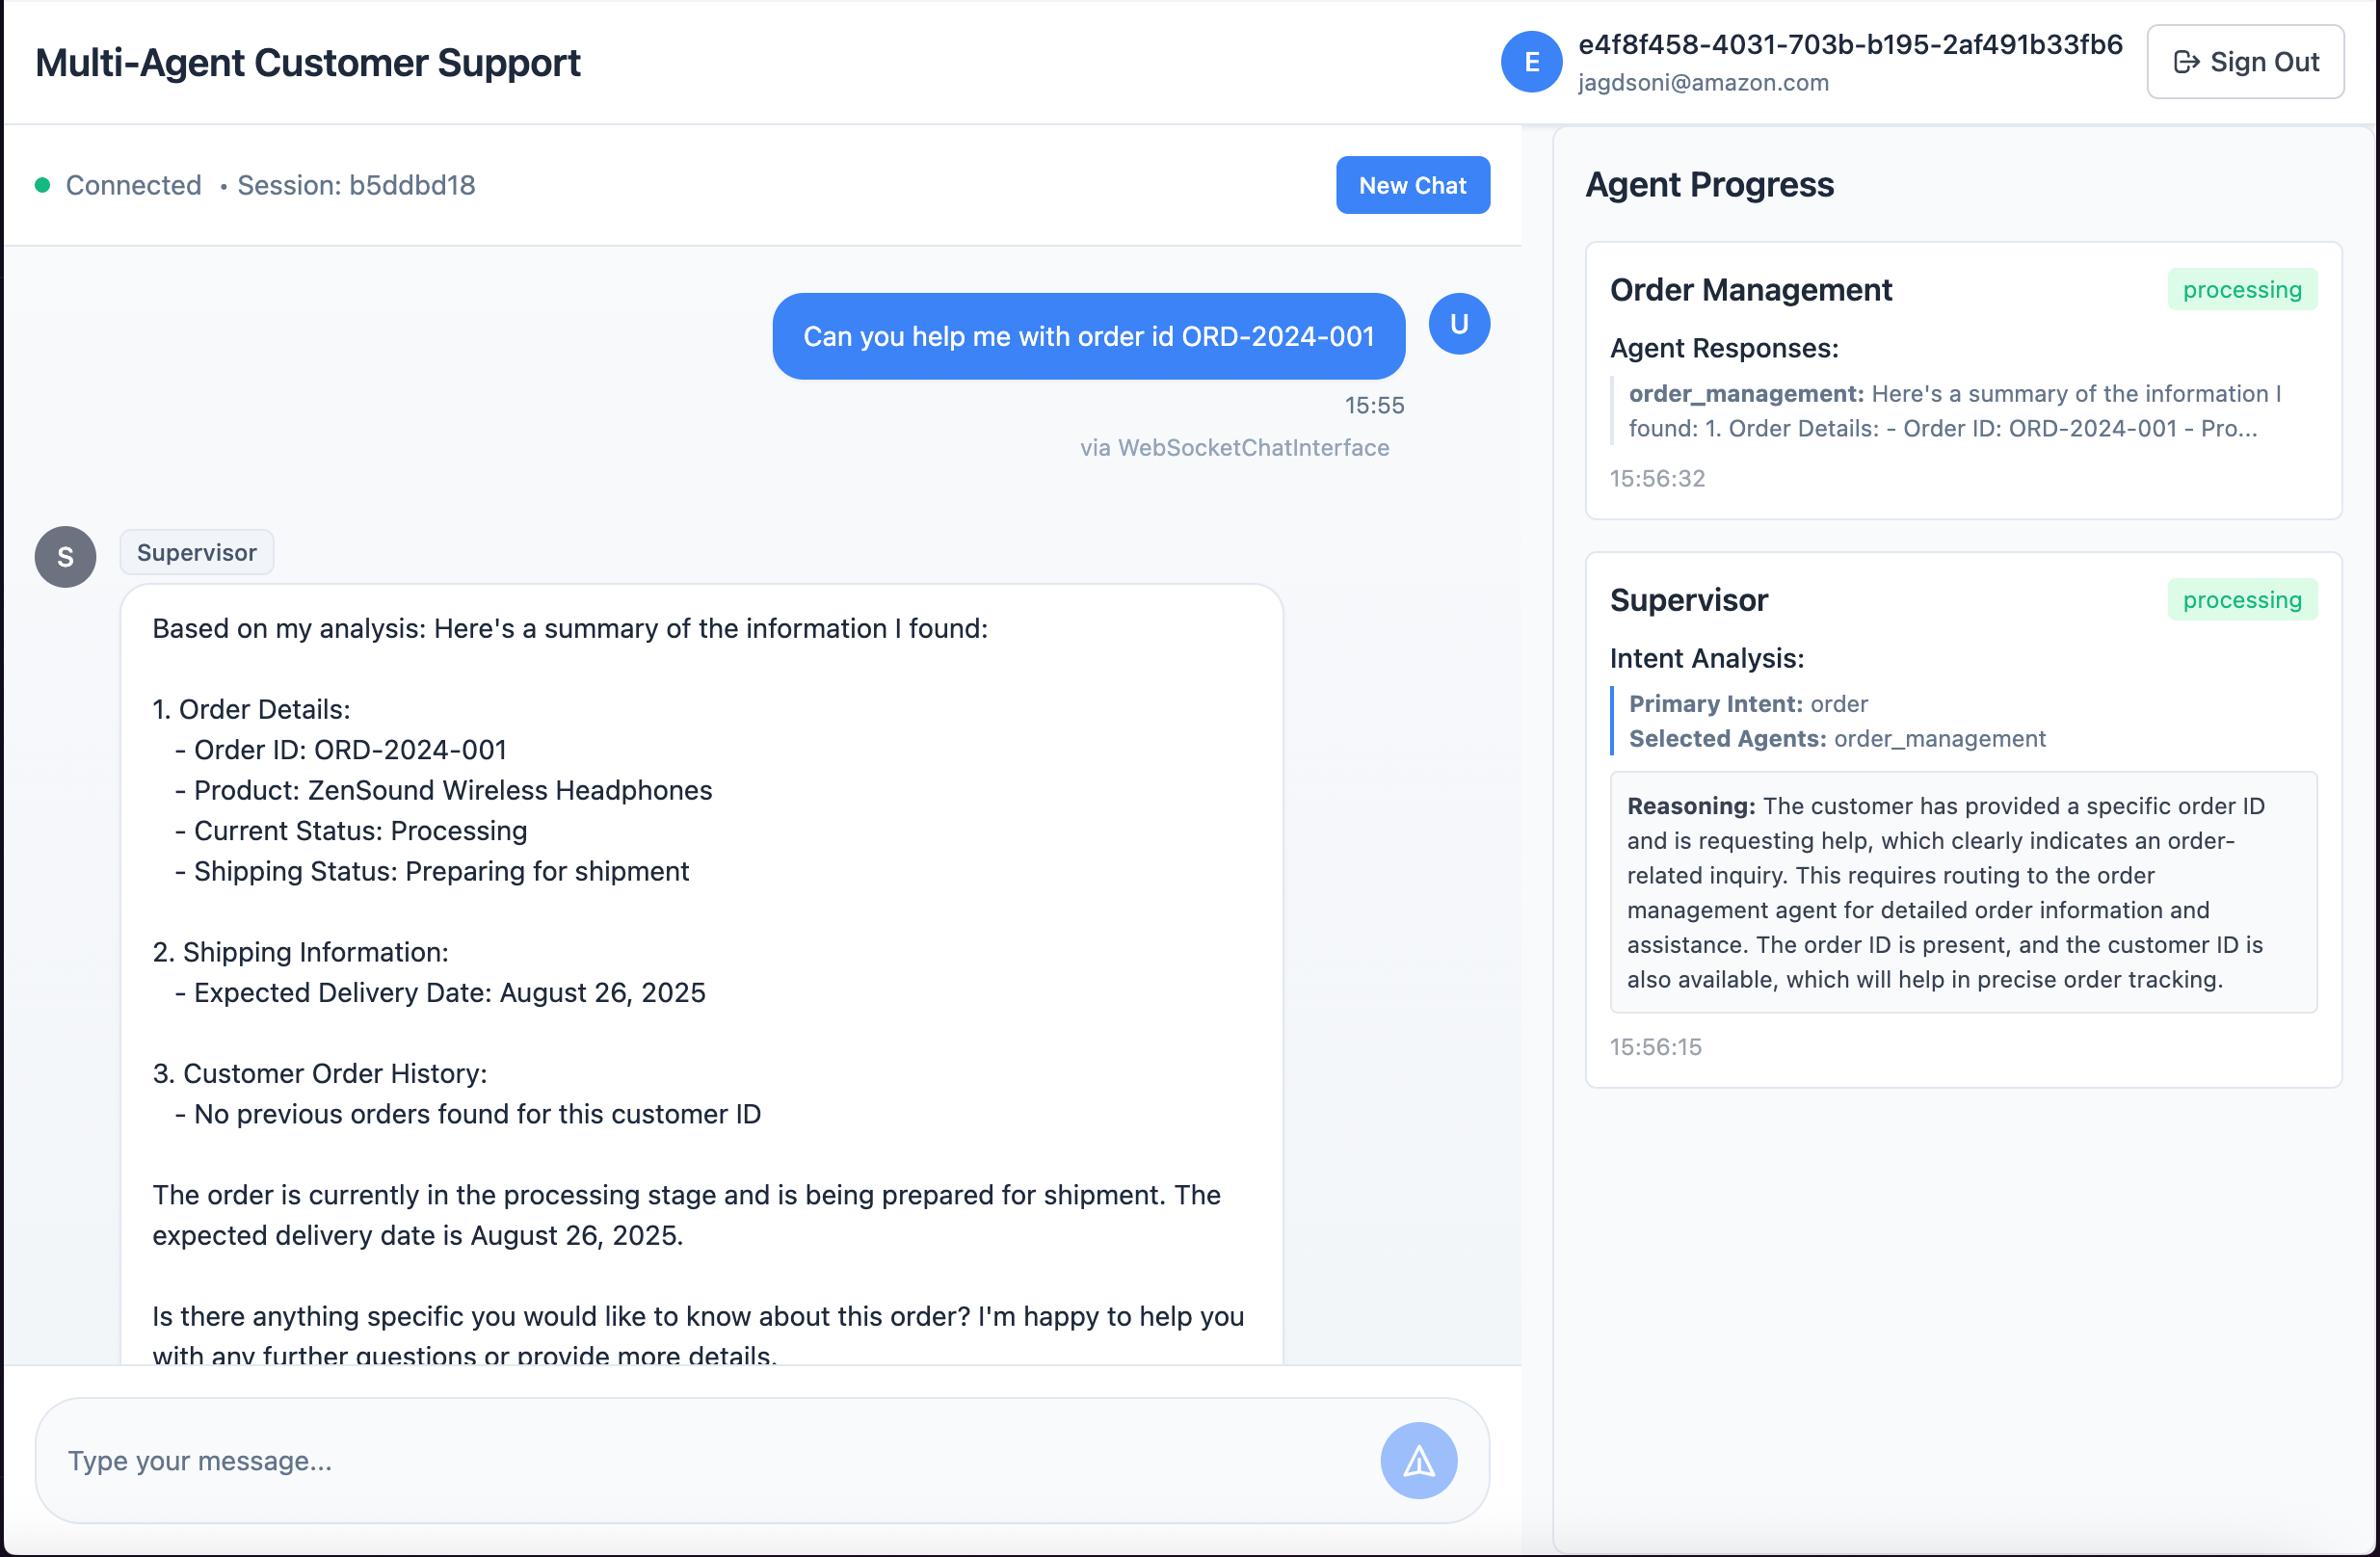 Multi-Agent Customer Support
E
e4f8f458-4031-703b-b195-2af491b33fb6
jagdsoni@amazon.com
Sign Out
Connected • Session: b5ddbd18
New Chat
Can you help me with order id ORD-2024-001
U
15:55
via WebSocketChatInterface
S
Supervisor
Based on my analysis: Here's a summary of the information I found:
1. Order Details:
- Order ID: ORD-2024-001
- Product: ZenSound Wireless Headphones
- Current Status: Processing
- Shipping Status: Preparing for shipment
2. Shipping Information:
- Expected Delivery Date: August 26, 2025
3. Customer Order History:
- No previous orders found for this customer ID
The order is currently in the processing stage and is being prepared for shipment. The
expected delivery date is August 26, 2025.
Is there anything specific you would like to know about this order? I'm happy to help you
with any further questions or provide more details.
Type your message...
Agent Progress
Order Management
processing
Agent Responses:
order_management: Here's a summary of the information I
found: 1. Order Details: - Order ID: ORD-2024-001 - Pro...
15:56:32
Supervisor
processing
Intent Analysis:
Primary Intent: order
Selected Agents: order_management
Reasoning: The customer has provided a specific order ID
and is requesting help, which clearly indicates an order-
related inquiry. This requires routing to the order
management agent for detailed order information and
assistance. The order ID is present, and the customer ID is
also available, which will help in precise order tracking.
15:56:15